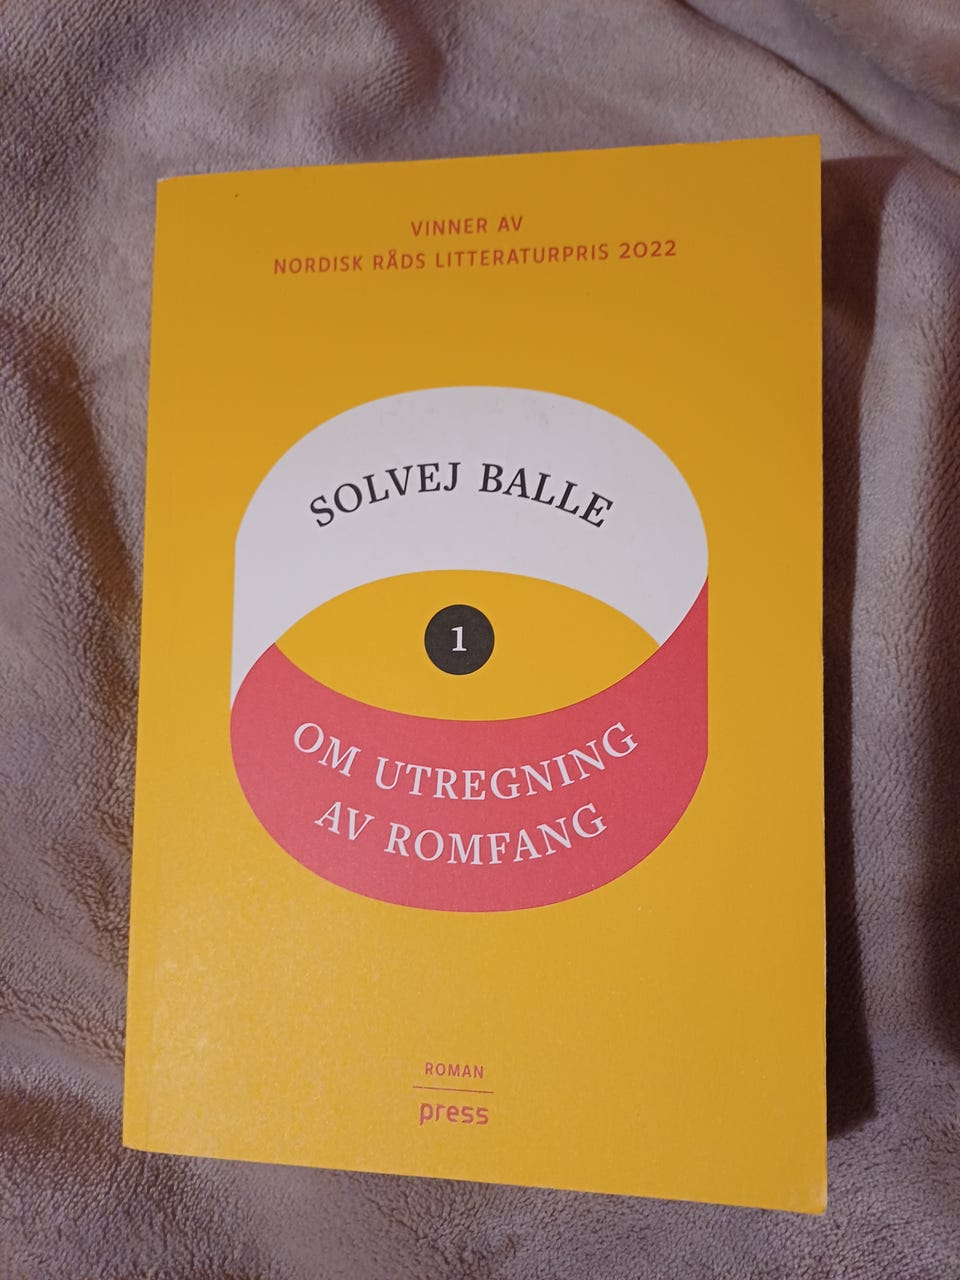 VINNER AV
NORDISK RÅDS LITTERATURPRIS 2022
SOLVEJ BALLE
1
OM UTREGNING
AV ROMFANG
ROMAN
press